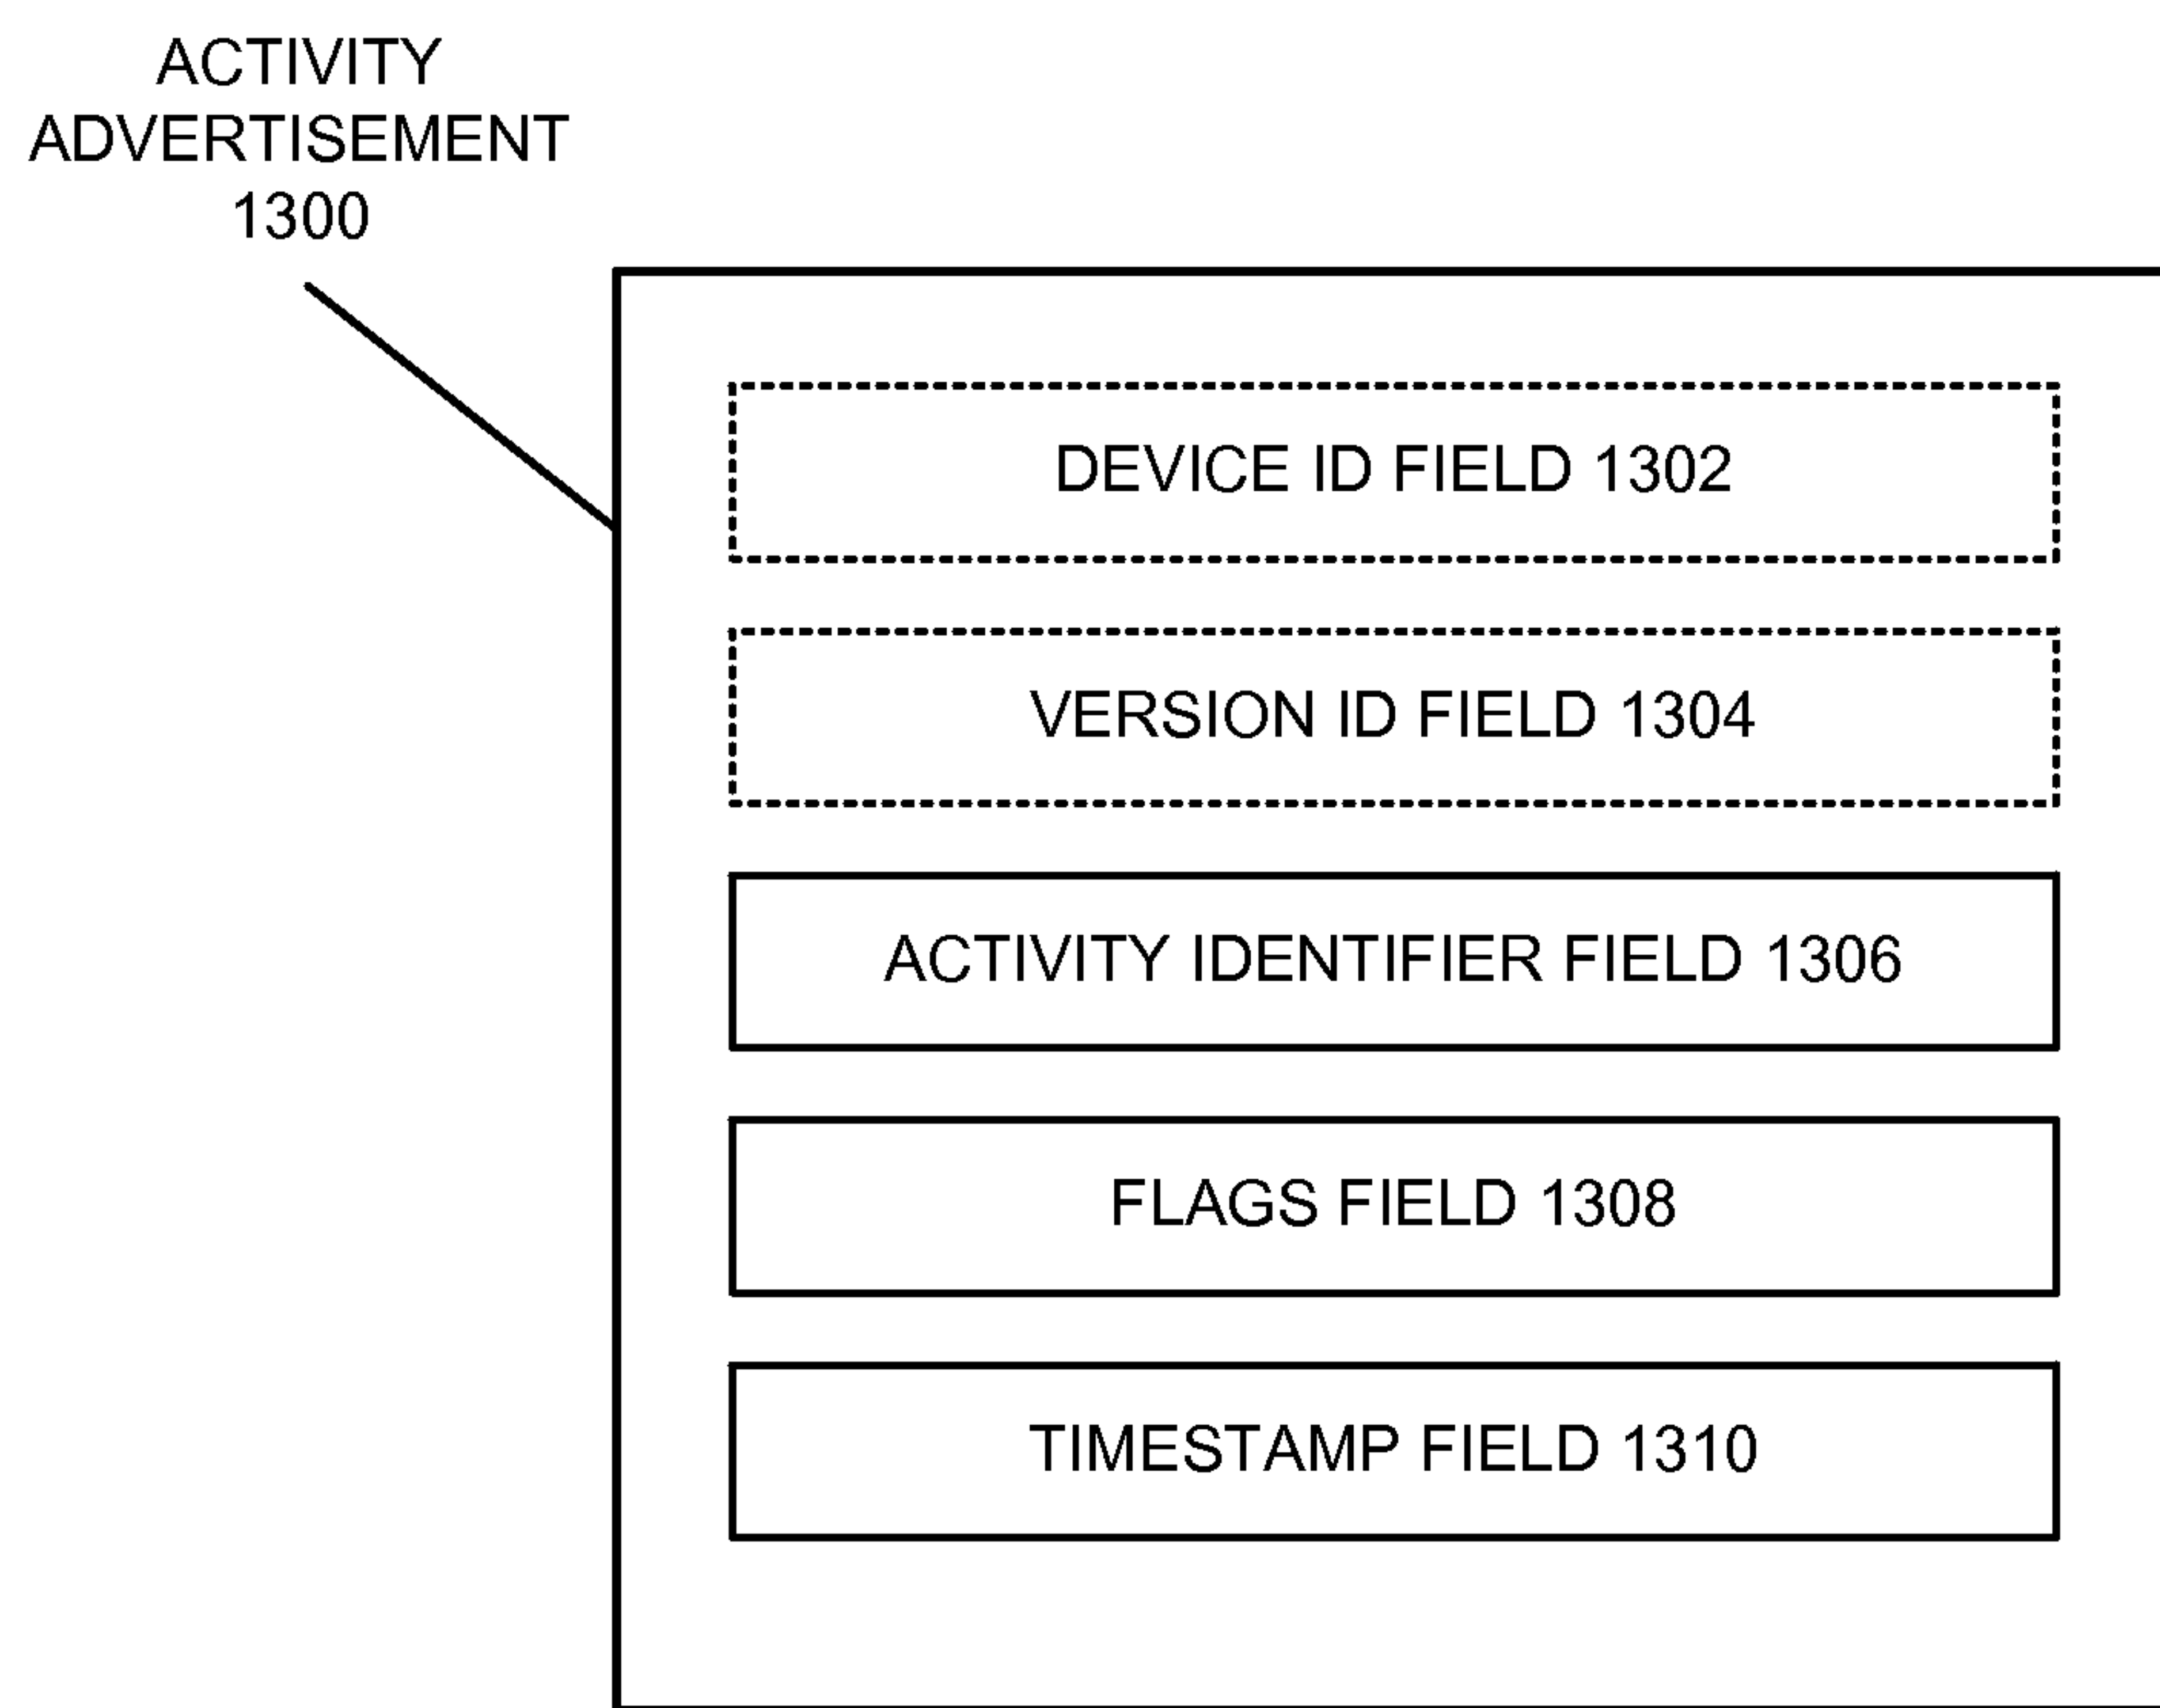 ACTIVITY
ADVERTISEMENT
1300
DEVICE ID FIELD 1302
VERSION ID FIELD 1304
ACTIVITY IDENTIFIER FIELD 1306
FLAGS FIELD 1308
TIMESTAMP FIELD 1310